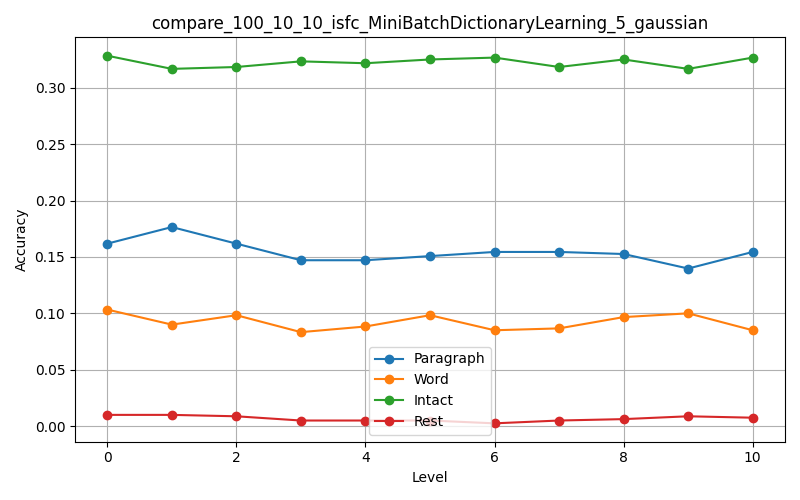 compare_100_10_10_isfc_MiniBatchDictionaryLearning_5_gaussian
0.30
0.25
0.20
0.15
0.10
0.05
0.00
Accuracy
Paragraph
Word
Intact
Rest
0 2 4 6 8 10
Level